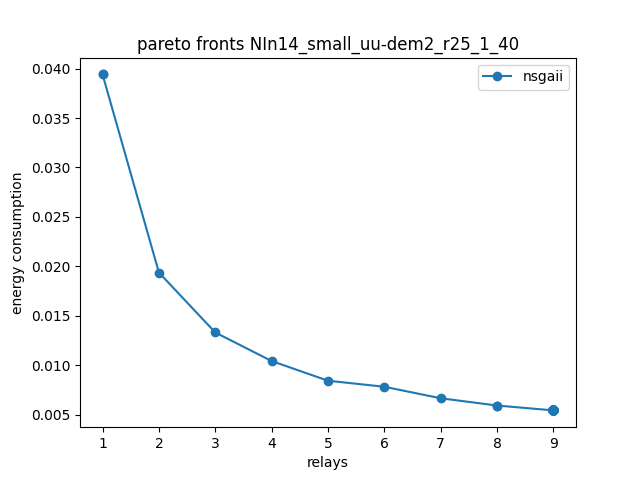 pareto fronts NIn14_small_uu-dem2_r25_1_40
nsgaii
energy consumption
0.040
0.035
0.030
0.025
0.020
0.015
0.010
0.005
1 2 3 4 5 6 7 8 9
relays